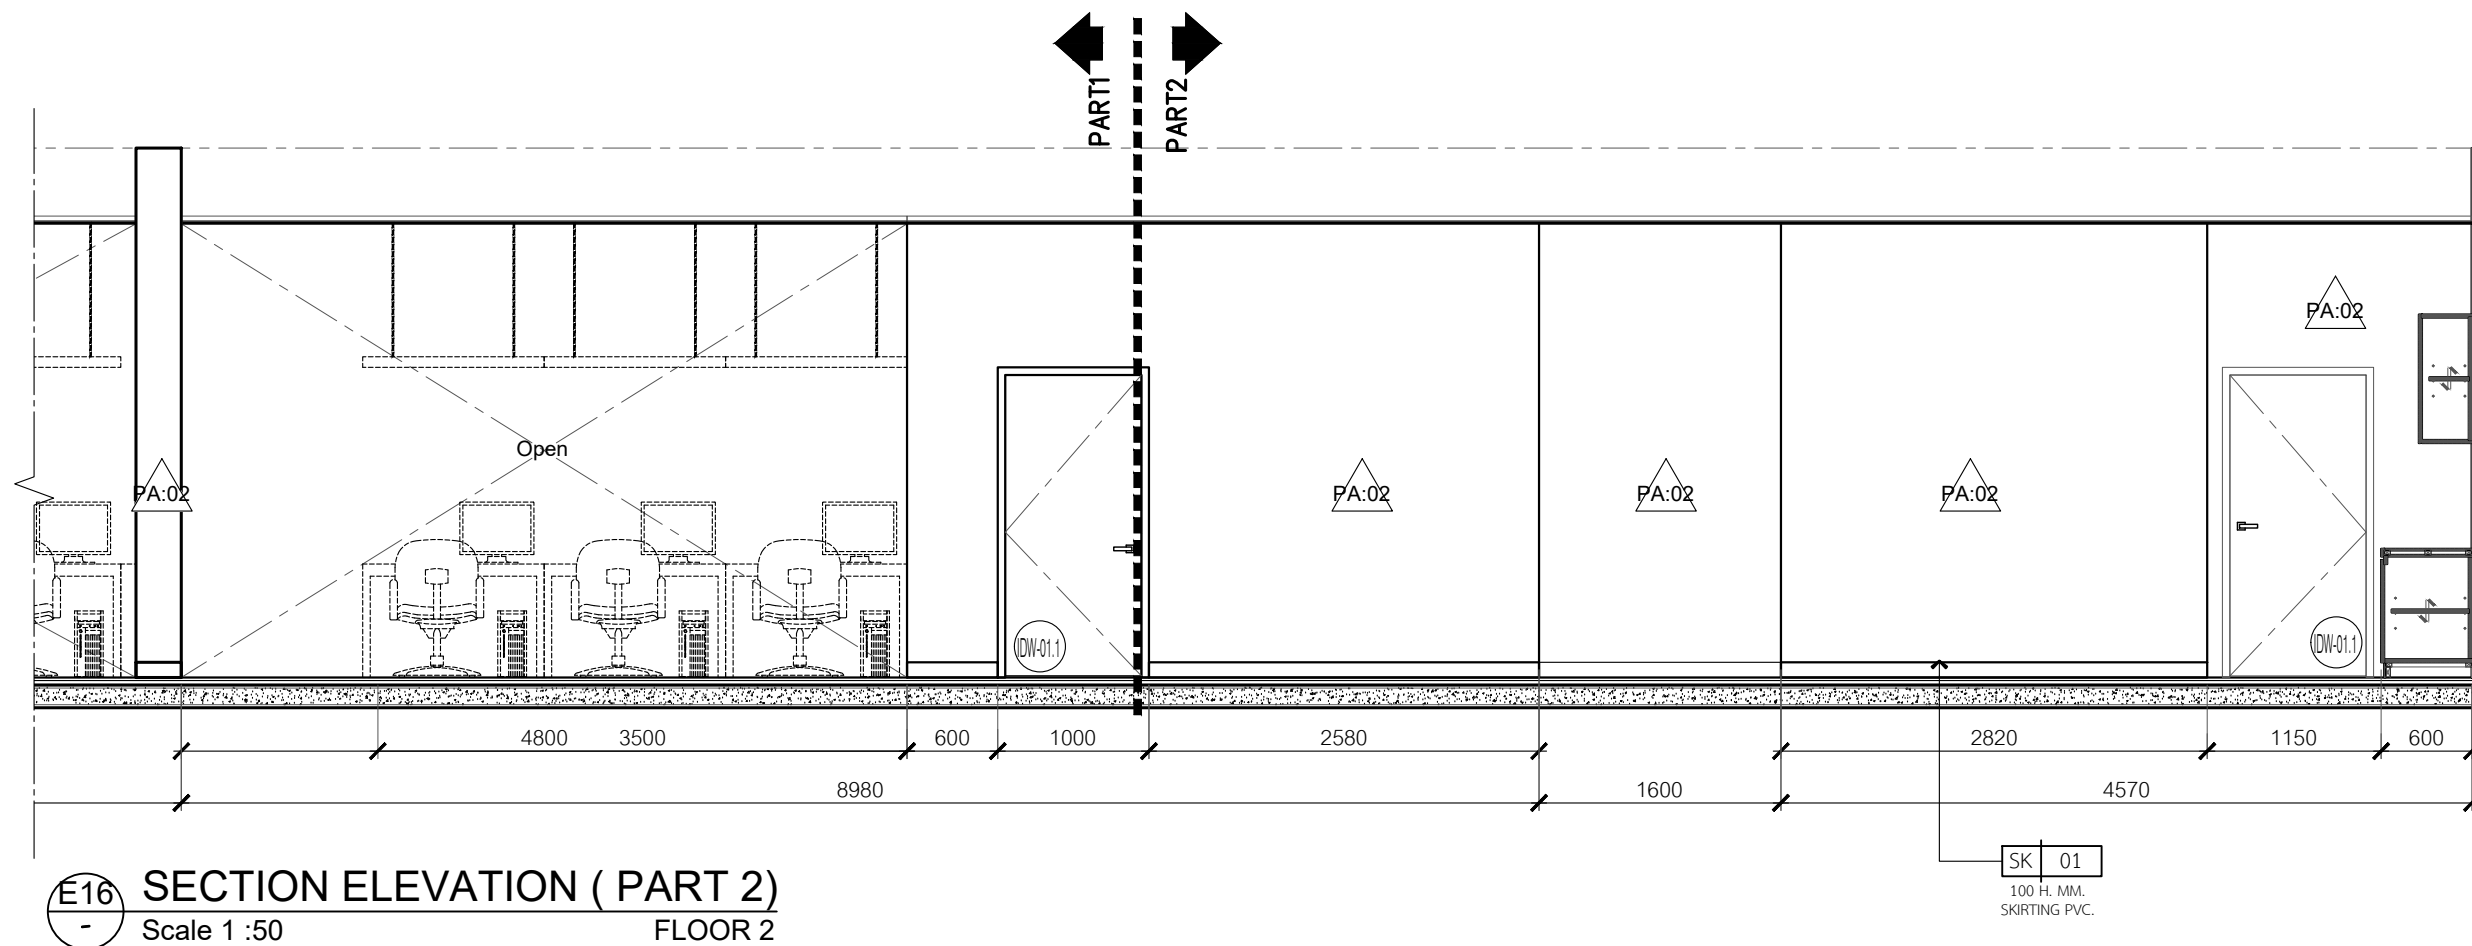 PART1
PART2
PA:02
Open
PA:02
IDW-01.1
PA:02
PA:02
PA:02
PA:02
IDW-01.1
4800 3500 600 1000 2580 2820 1150 600
8980 1600 4570
SK 01
100 H. MM.
SKIRTING PVC.
E16
-
SECTION ELEVATION ( PART 2)
Scale 1 :50 FLOOR 2